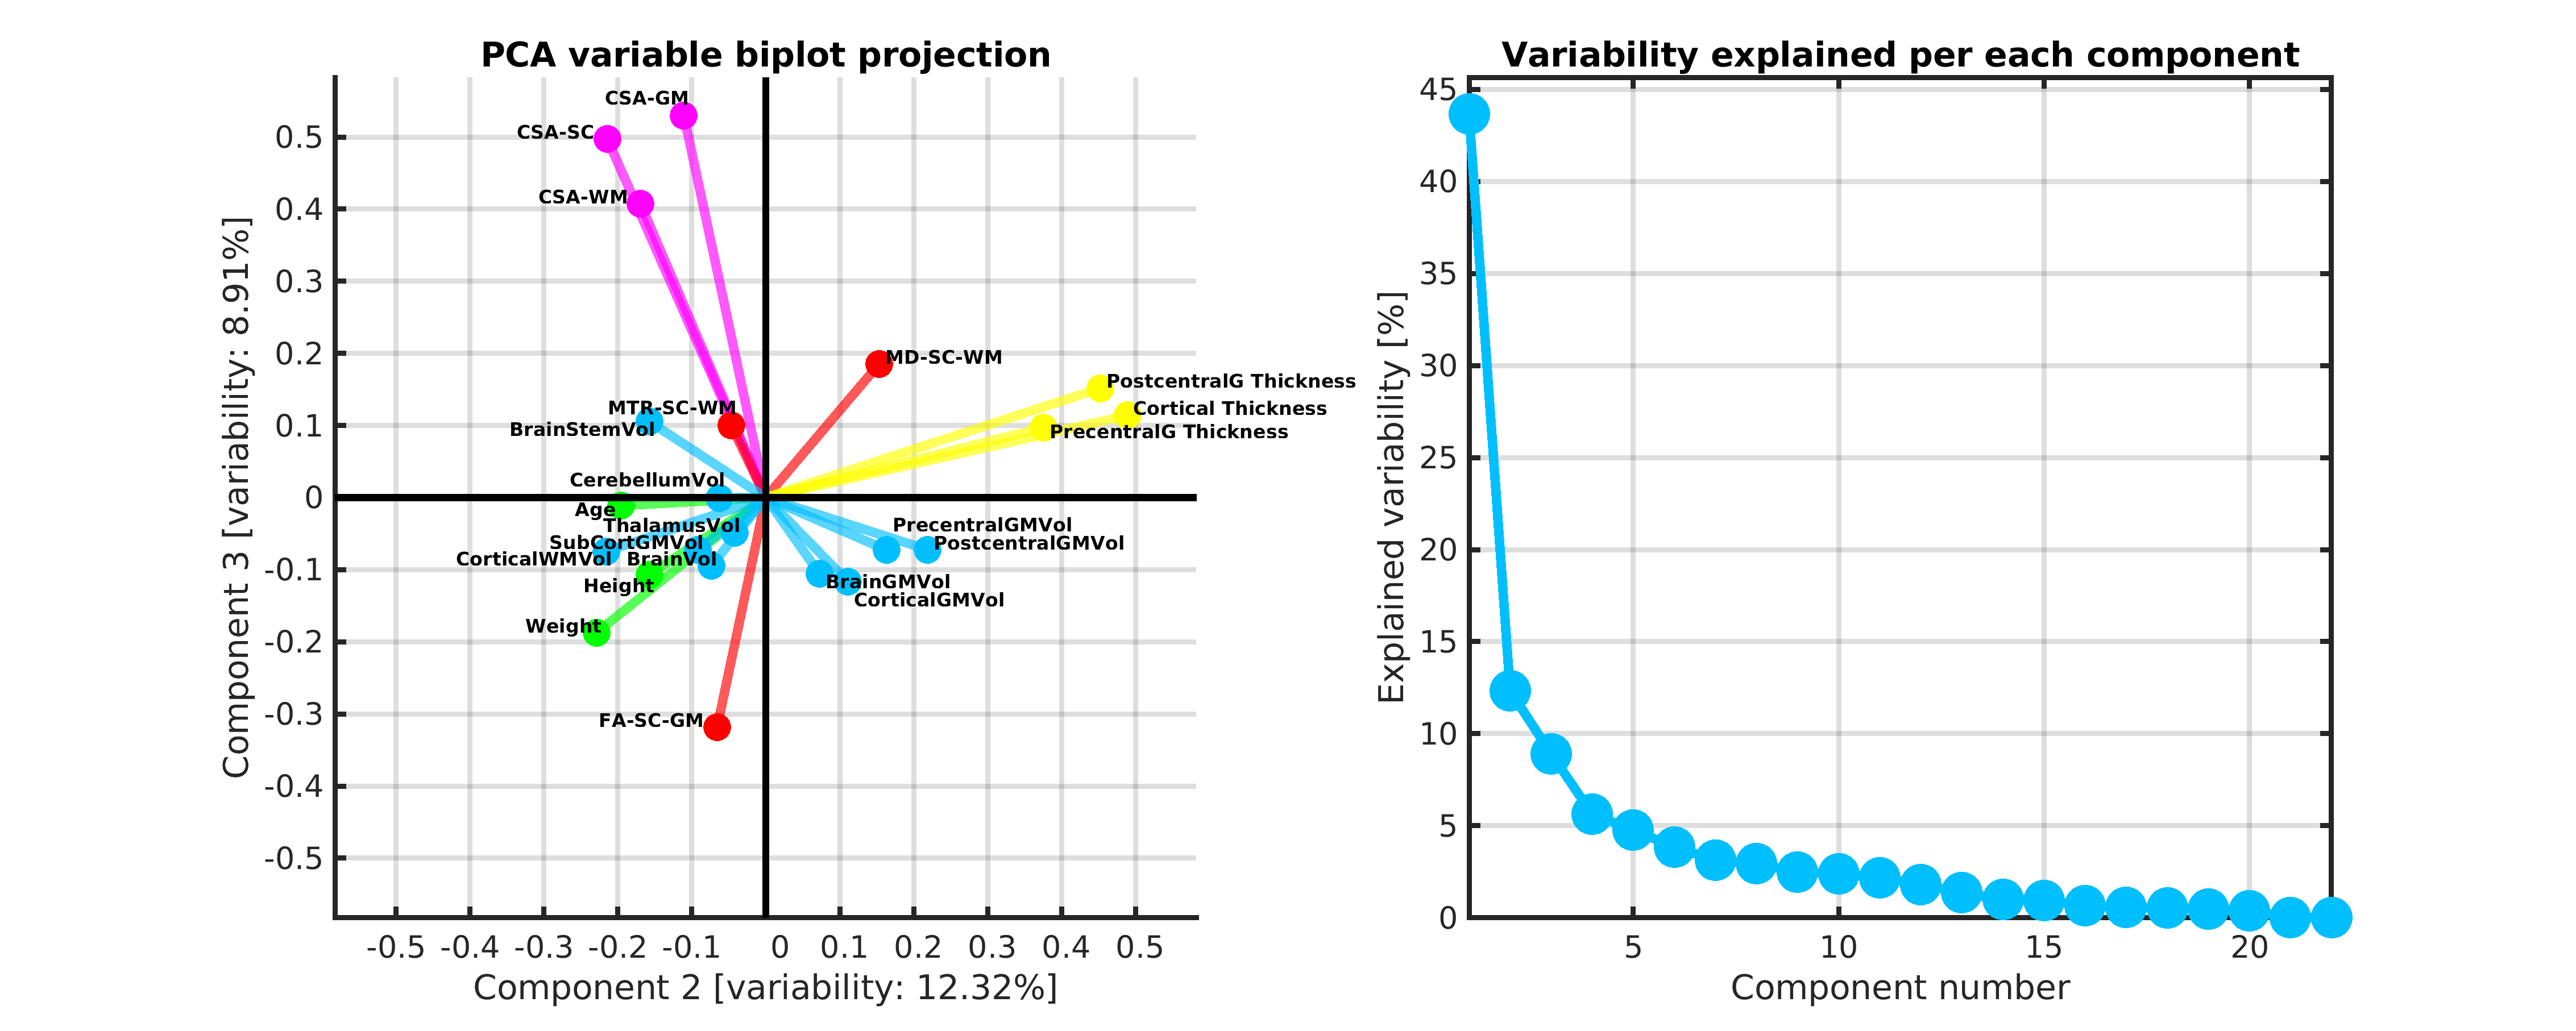 PCA variable biplot projection
Component 3 [variability: 8.91%]
0.5
0.4
0.3
0.2
0.1
0
-0.1
-0.2
-0.3
-0.4
-0.5
CSA-GM
CSA-SC
CSA-WM
MD-SC-WM
PostcentralG Thickness
MTR-SC-WM
Cortical Thickness
BrainStemVol
PrecentralG Thickness
CerebellumVol
Age
ThalamusVol
PrecentralGMVol
SubCortGMVol
PostcentralGMVol
CorticalWMVol
BrainVol
Height
BrainGMVol
CorticalGMVol
Weight
FA-SC-GM
-0.5 -0.4 -0.3 -0.2 -0.1 0 0.1 0.2 0.3 0.4 0.5
Component 2 [variability: 12.32%]
Variability explained per each component
Explained variability [%]
45
40
35
30
25
20
15
10
5
0
5 10 15 20
Component number